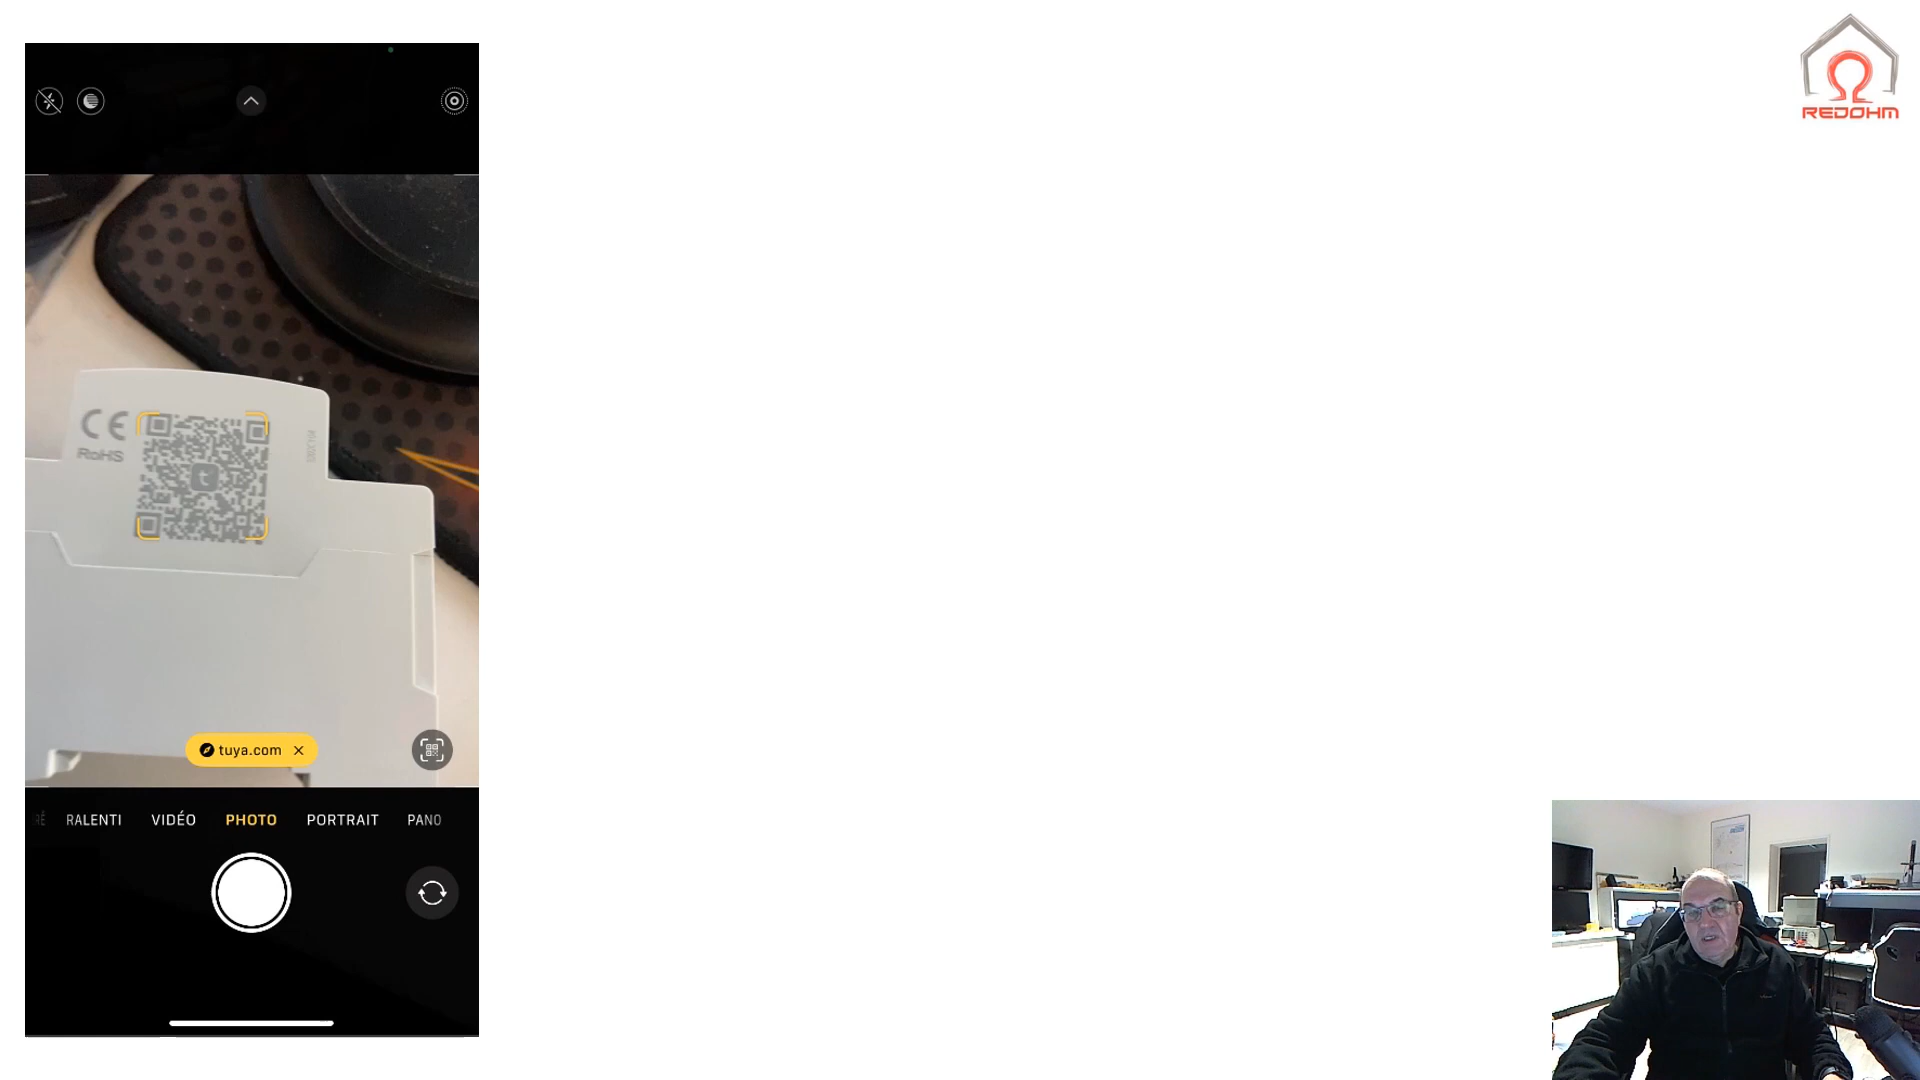 REDOHM
CE
RoHS
t
tuya.com
RALENTI VIDÉO PHOTO PORTRAIT PANO